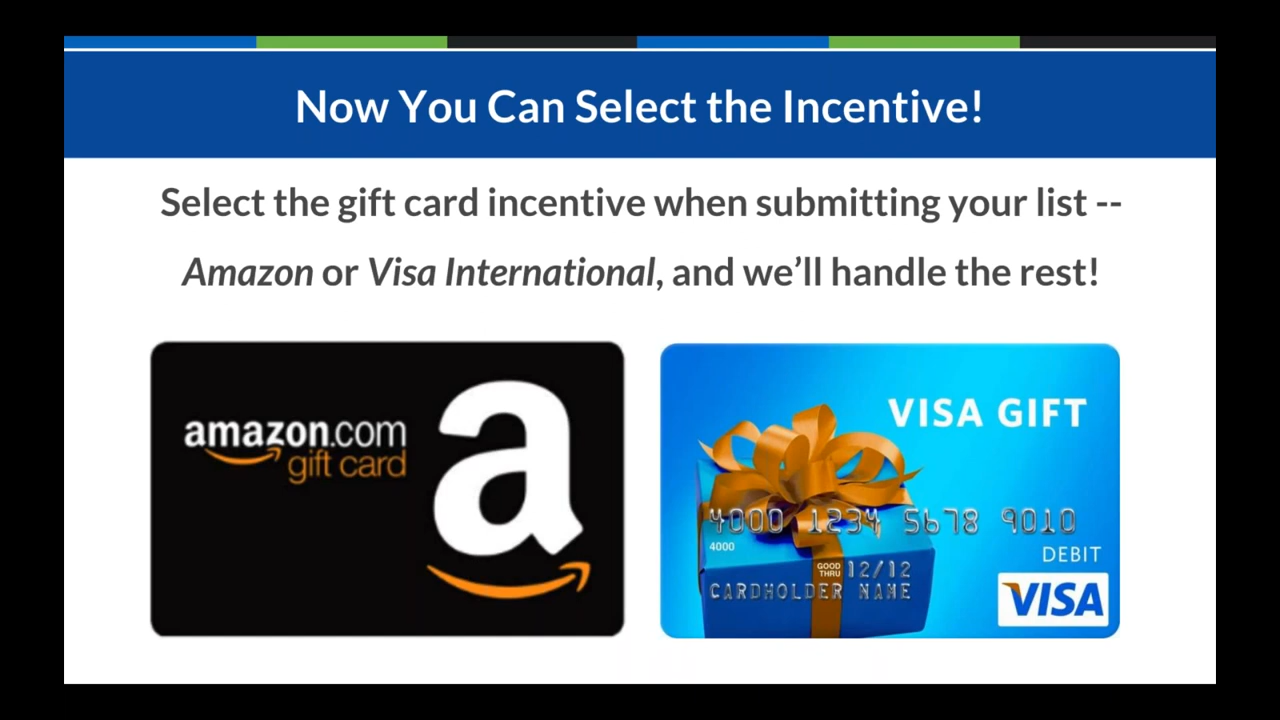 Now You Can Select the Incentive!
Select the gift card incentive when submitting your list --
Amazon or Visa International, and we’ll handle the rest!
amazon.com
gift card
a
VISA GIFT
4000 1234 5678 9010
4000
DEBIT
GOOD
THRU 12/12
CARDHOLDER NAME
VISA